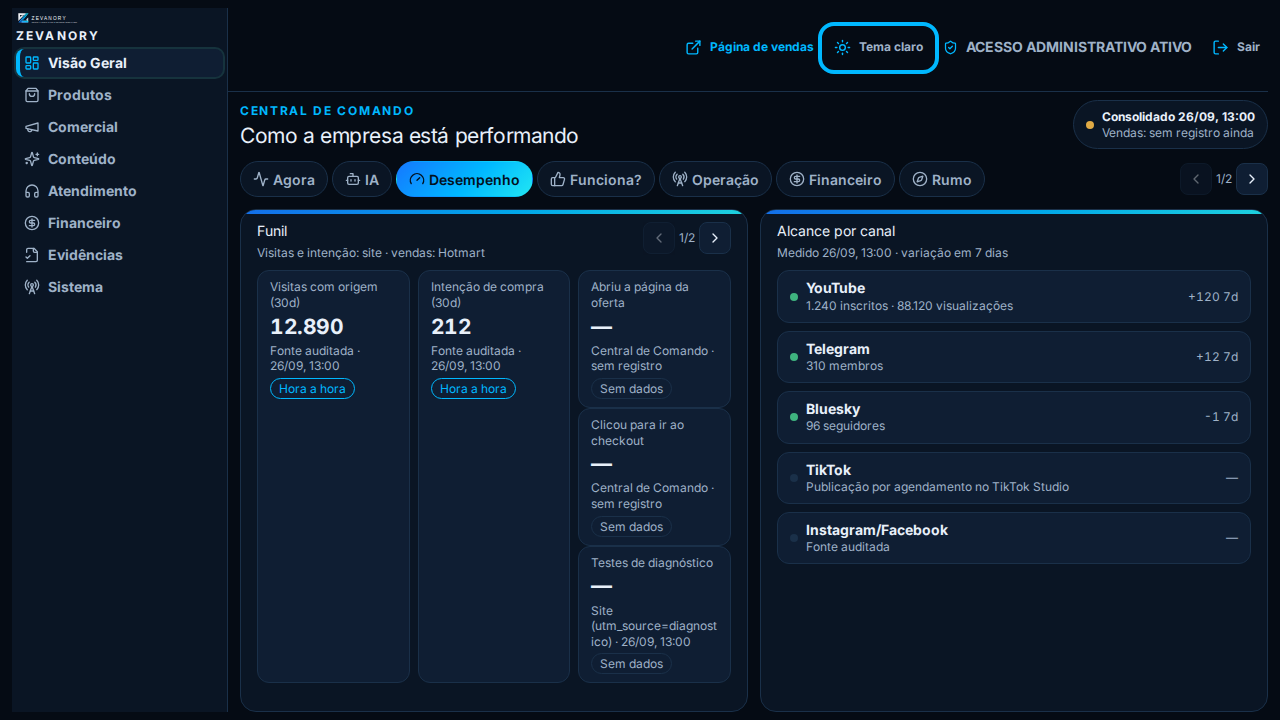 ZEVANORY
ZEVANORY
Visão Geral
Produtos
Comercial
Conteúdo
Atendimento
Financeiro
Evidências
Sistema
Página de vendas
Tema claro
ACESSO ADMINISTRATIVO ATIVO
Sair
CENTRAL DE COMANDO
Como a empresa está performando
Consolidado 26/09, 13:00
Vendas: sem registro ainda
Agora
IA
Desempenho
Funciona?
Operação
Financeiro
Rumo
1/2
Funil
Visitas e intenção: site · vendas: Hotmart
1/2
Visitas com origem
(30d)
12.890
Fonte auditada ·
26/09, 13:00
Hora a hora
Intenção de compra
(30d)
212
Fonte auditada ·
26/09, 13:00
Hora a hora
Abriu a página da
oferta
—
Central de Comando ·
sem registro
Sem dados
Clicou para ir ao
checkout
—
Central de Comando ·
sem registro
Sem dados
Testes de diagnóstico
—
Site
(utm_source=diagnost
ico) · 26/09, 13:00
Sem dados
Alcance por canal
Medido 26/09, 13:00 · variação em 7 dias
YouTube
1.240 inscritos · 88.120 visualizações
+120 7d
Telegram
310 membros
+12 7d
Bluesky
96 seguidores
-1 7d
TikTok
Publicação por agendamento no TikTok Studio
—
Instagram/Facebook
Fonte auditada
—